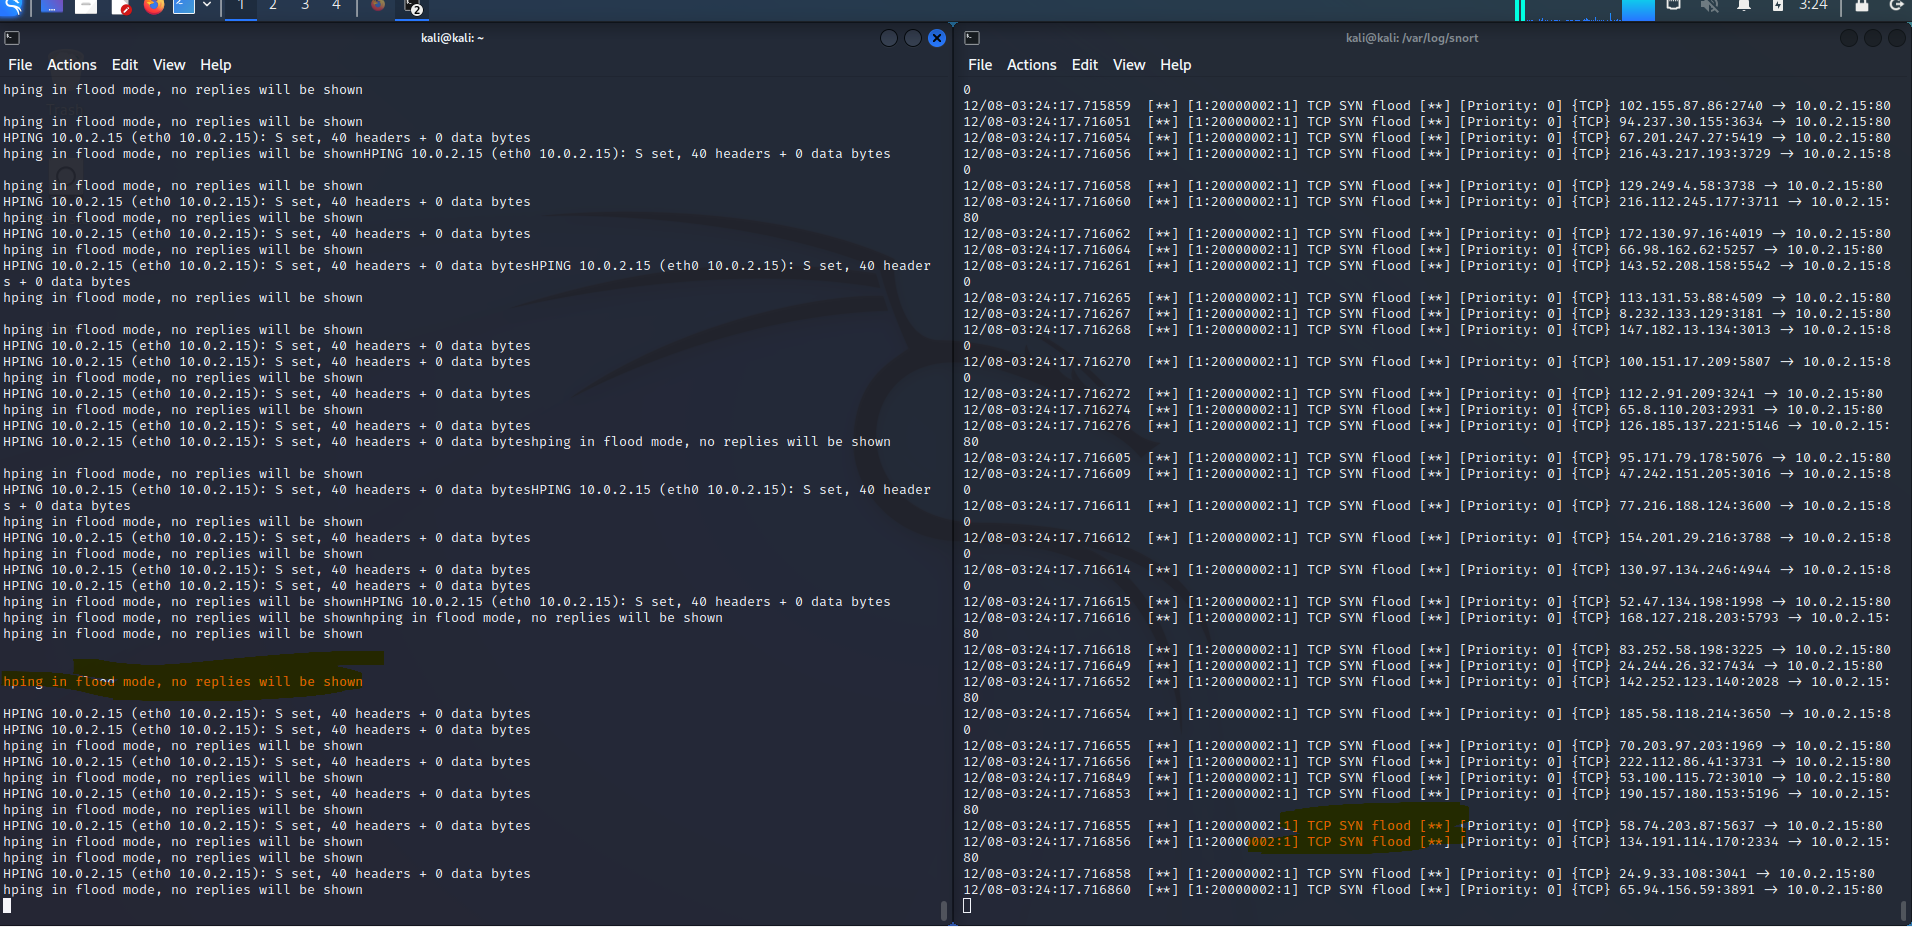 1 2 3 4
2
3:24
kali@kali: ~
File Actions Edit View Help
hping in flood mode, no replies will be shown
hping in flood mode, no replies will be shown
HPING 10.0.2.15 (eth0 10.0.2.15): S set, 40 headers + 0 data bytes
hping in flood mode, no replies will be shownHPING 10.0.2.15 (eth0 10.0.2.15): S set, 40 headers + 0 data bytes
hping in flood mode, no replies will be shown
HPING 10.0.2.15 (eth0 10.0.2.15): S set, 40 headers + 0 data bytes
hping in flood mode, no replies will be shown
HPING 10.0.2.15 (eth0 10.0.2.15): S set, 40 headers + 0 data bytes
hping in flood mode, no replies will be shown
HPING 10.0.2.15 (eth0 10.0.2.15): S set, 40 headers + 0 data bytesHPING 10.0.2.15 (eth0 10.0.2.15): S set, 40 header
s + 0 data bytes
hping in flood mode, no replies will be shown
hping in flood mode, no replies will be shown
HPING 10.0.2.15 (eth0 10.0.2.15): S set, 40 headers + 0 data bytes
HPING 10.0.2.15 (eth0 10.0.2.15): S set, 40 headers + 0 data bytes
hping in flood mode, no replies will be shown
HPING 10.0.2.15 (eth0 10.0.2.15): S set, 40 headers + 0 data bytes
hping in flood mode, no replies will be shown
HPING 10.0.2.15 (eth0 10.0.2.15): S set, 40 headers + 0 data bytes
HPING 10.0.2.15 (eth0 10.0.2.15): S set, 40 headers + 0 data byteshping in flood mode, no replies will be shown
hping in flood mode, no replies will be shown
HPING 10.0.2.15 (eth0 10.0.2.15): S set, 40 headers + 0 data bytesHPING 10.0.2.15 (eth0 10.0.2.15): S set, 40 header
s + 0 data bytes
hping in flood mode, no replies will be shown
HPING 10.0.2.15 (eth0 10.0.2.15): S set, 40 headers + 0 data bytes
hping in flood mode, no replies will be shown
HPING 10.0.2.15 (eth0 10.0.2.15): S set, 40 headers + 0 data bytes
HPING 10.0.2.15 (eth0 10.0.2.15): S set, 40 headers + 0 data bytes
hping in flood mode, no replies will be shownHPING 10.0.2.15 (eth0 10.0.2.15): S set, 40 headers + 0 data bytes
hping in flood mode, no replies will be shownhping in flood mode, no replies will be shown
hping in flood mode, no replies will be shown
hping in flood mode, no replies will be shown
HPING 10.0.2.15 (eth0 10.0.2.15): S set, 40 headers + 0 data bytes
HPING 10.0.2.15 (eth0 10.0.2.15): S set, 40 headers + 0 data bytes
hping in flood mode, no replies will be shown
HPING 10.0.2.15 (eth0 10.0.2.15): S set, 40 headers + 0 data bytes
hping in flood mode, no replies will be shown
HPING 10.0.2.15 (eth0 10.0.2.15): S set, 40 headers + 0 data bytes
hping in flood mode, no replies will be shown
HPING 10.0.2.15 (eth0 10.0.2.15): S set, 40 headers + 0 data bytes
hping in flood mode, no replies will be shown
hping in flood mode, no replies will be shown
HPING 10.0.2.15 (eth0 10.0.2.15): S set, 40 headers + 0 data bytes
hping in flood mode, no replies will be shown
kali@kali: /var/log/snort
File Actions Edit View Help
0
12/08-03:24:17.715859 [**] [1:20000002:1] TCP SYN flood [**] [Priority: 0] {TCP} 102.155.87.86:2740 → 10.0.2.15:80
12/08-03:24:17.716051 [**] [1:20000002:1] TCP SYN flood [**] [Priority: 0] {TCP} 94.237.30.155:3634 → 10.0.2.15:80
12/08-03:24:17.716054 [**] [1:20000002:1] TCP SYN flood [**] [Priority: 0] {TCP} 67.201.247.27:5419 → 10.0.2.15:80
12/08-03:24:17.716056 [**] [1:20000002:1] TCP SYN flood [**] [Priority: 0] {TCP} 216.43.217.193:3729 → 10.0.2.15:8
0
12/08-03:24:17.716058 [**] [1:20000002:1] TCP SYN flood [**] [Priority: 0] {TCP} 129.249.4.58:3738 → 10.0.2.15:80
12/08-03:24:17.716060 [**] [1:20000002:1] TCP SYN flood [**] [Priority: 0] {TCP} 216.112.245.177:3711 → 10.0.2.15:
80
12/08-03:24:17.716062 [**] [1:20000002:1] TCP SYN flood [**] [Priority: 0] {TCP} 172.130.97.16:4019 → 10.0.2.15:80
12/08-03:24:17.716064 [**] [1:20000002:1] TCP SYN flood [**] [Priority: 0] {TCP} 66.98.162.62:5257 → 10.0.2.15:80
12/08-03:24:17.716261 [**] [1:20000002:1] TCP SYN flood [**] [Priority: 0] {TCP} 143.52.208.158:5542 → 10.0.2.15:8
0
12/08-03:24:17.716265 [**] [1:20000002:1] TCP SYN flood [**] [Priority: 0] {TCP} 113.131.53.88:4509 → 10.0.2.15:80
12/08-03:24:17.716267 [**] [1:20000002:1] TCP SYN flood [**] [Priority: 0] {TCP} 8.232.133.129:3181 → 10.0.2.15:80
12/08-03:24:17.716268 [**] [1:20000002:1] TCP SYN flood [**] [Priority: 0] {TCP} 147.182.13.134:3013 → 10.0.2.15:8
0
12/08-03:24:17.716270 [**] [1:20000002:1] TCP SYN flood [**] [Priority: 0] {TCP} 100.151.17.209:5807 → 10.0.2.15:8
0
12/08-03:24:17.716272 [**] [1:20000002:1] TCP SYN flood [**] [Priority: 0] {TCP} 112.2.91.209:3241 → 10.0.2.15:80
12/08-03:24:17.716274 [**] [1:20000002:1] TCP SYN flood [**] [Priority: 0] {TCP} 65.8.110.203:2931 → 10.0.2.15:80
12/08-03:24:17.716276 [**] [1:20000002:1] TCP SYN flood [**] [Priority: 0] {TCP} 126.185.137.221:5146 → 10.0.2.15:
80
12/08-03:24:17.716605 [**] [1:20000002:1] TCP SYN flood [**] [Priority: 0] {TCP} 95.171.79.178:5076 → 10.0.2.15:80
12/08-03:24:17.716609 [**] [1:20000002:1] TCP SYN flood [**] [Priority: 0] {TCP} 47.242.151.205:3016 → 10.0.2.15:8
0
12/08-03:24:17.716611 [**] [1:20000002:1] TCP SYN flood [**] [Priority: 0] {TCP} 77.216.188.124:3600 → 10.0.2.15:8
0
12/08-03:24:17.716612 [**] [1:20000002:1] TCP SYN flood [**] [Priority: 0] {TCP} 154.201.29.216:3788 → 10.0.2.15:8
0
12/08-03:24:17.716614 [**] [1:20000002:1] TCP SYN flood [**] [Priority: 0] {TCP} 130.97.134.246:4944 → 10.0.2.15:8
0
12/08-03:24:17.716615 [**] [1:20000002:1] TCP SYN flood [**] [Priority: 0] {TCP} 52.47.134.198:1998 → 10.0.2.15:80
12/08-03:24:17.716616 [**] [1:20000002:1] TCP SYN flood [**] [Priority: 0] {TCP} 168.127.218.203:5793 → 10.0.2.15:
80
12/08-03:24:17.716618 [**] [1:20000002:1] TCP SYN flood [**] [Priority: 0] {TCP} 83.252.58.198:3225 → 10.0.2.15:80
12/08-03:24:17.716649 [**] [1:20000002:1] TCP SYN flood [**] [Priority: 0] {TCP} 24.244.26.32:7434 → 10.0.2.15:80
12/08-03:24:17.716652 [**] [1:20000002:1] TCP SYN flood [**] [Priority: 0] {TCP} 142.252.123.140:2028 → 10.0.2.15:
80
12/08-03:24:17.716654 [**] [1:20000002:1] TCP SYN flood [**] [Priority: 0] {TCP} 185.58.118.214:3650 → 10.0.2.15:8
0
12/08-03:24:17.716655 [**] [1:20000002:1] TCP SYN flood [**] [Priority: 0] {TCP} 70.203.97.203:1969 → 10.0.2.15:80
12/08-03:24:17.716656 [**] [1:20000002:1] TCP SYN flood [**] [Priority: 0] {TCP} 222.112.86.41:3731 → 10.0.2.15:80
12/08-03:24:17.716849 [**] [1:20000002:1] TCP SYN flood [**] [Priority: 0] {TCP} 53.100.115.72:3010 → 10.0.2.15:80
12/08-03:24:17.716853 [**] [1:20000002:1] TCP SYN flood [**] [Priority: 0] {TCP} 190.157.180.153:5196 → 10.0.2.15:
80
12/08-03:24:17.716855 [**] [1:20000002:1] TCP SYN flood [**] [Priority: 0] {TCP} 58.74.203.87:5637 → 10.0.2.15:80
12/08-03:24:17.716856 [**] [1:20000002:1] TCP SYN flood [**] [Priority: 0] {TCP} 134.191.114.170:2334 → 10.0.2.15:
80
12/08-03:24:17.716858 [**] [1:20000002:1] TCP SYN flood [**] [Priority: 0] {TCP} 24.9.33.108:3041 → 10.0.2.15:80
12/08-03:24:17.716860 [**] [1:20000002:1] TCP SYN flood [**] [Priority: 0] {TCP} 65.94.156.59:3891 → 10.0.2.15:80